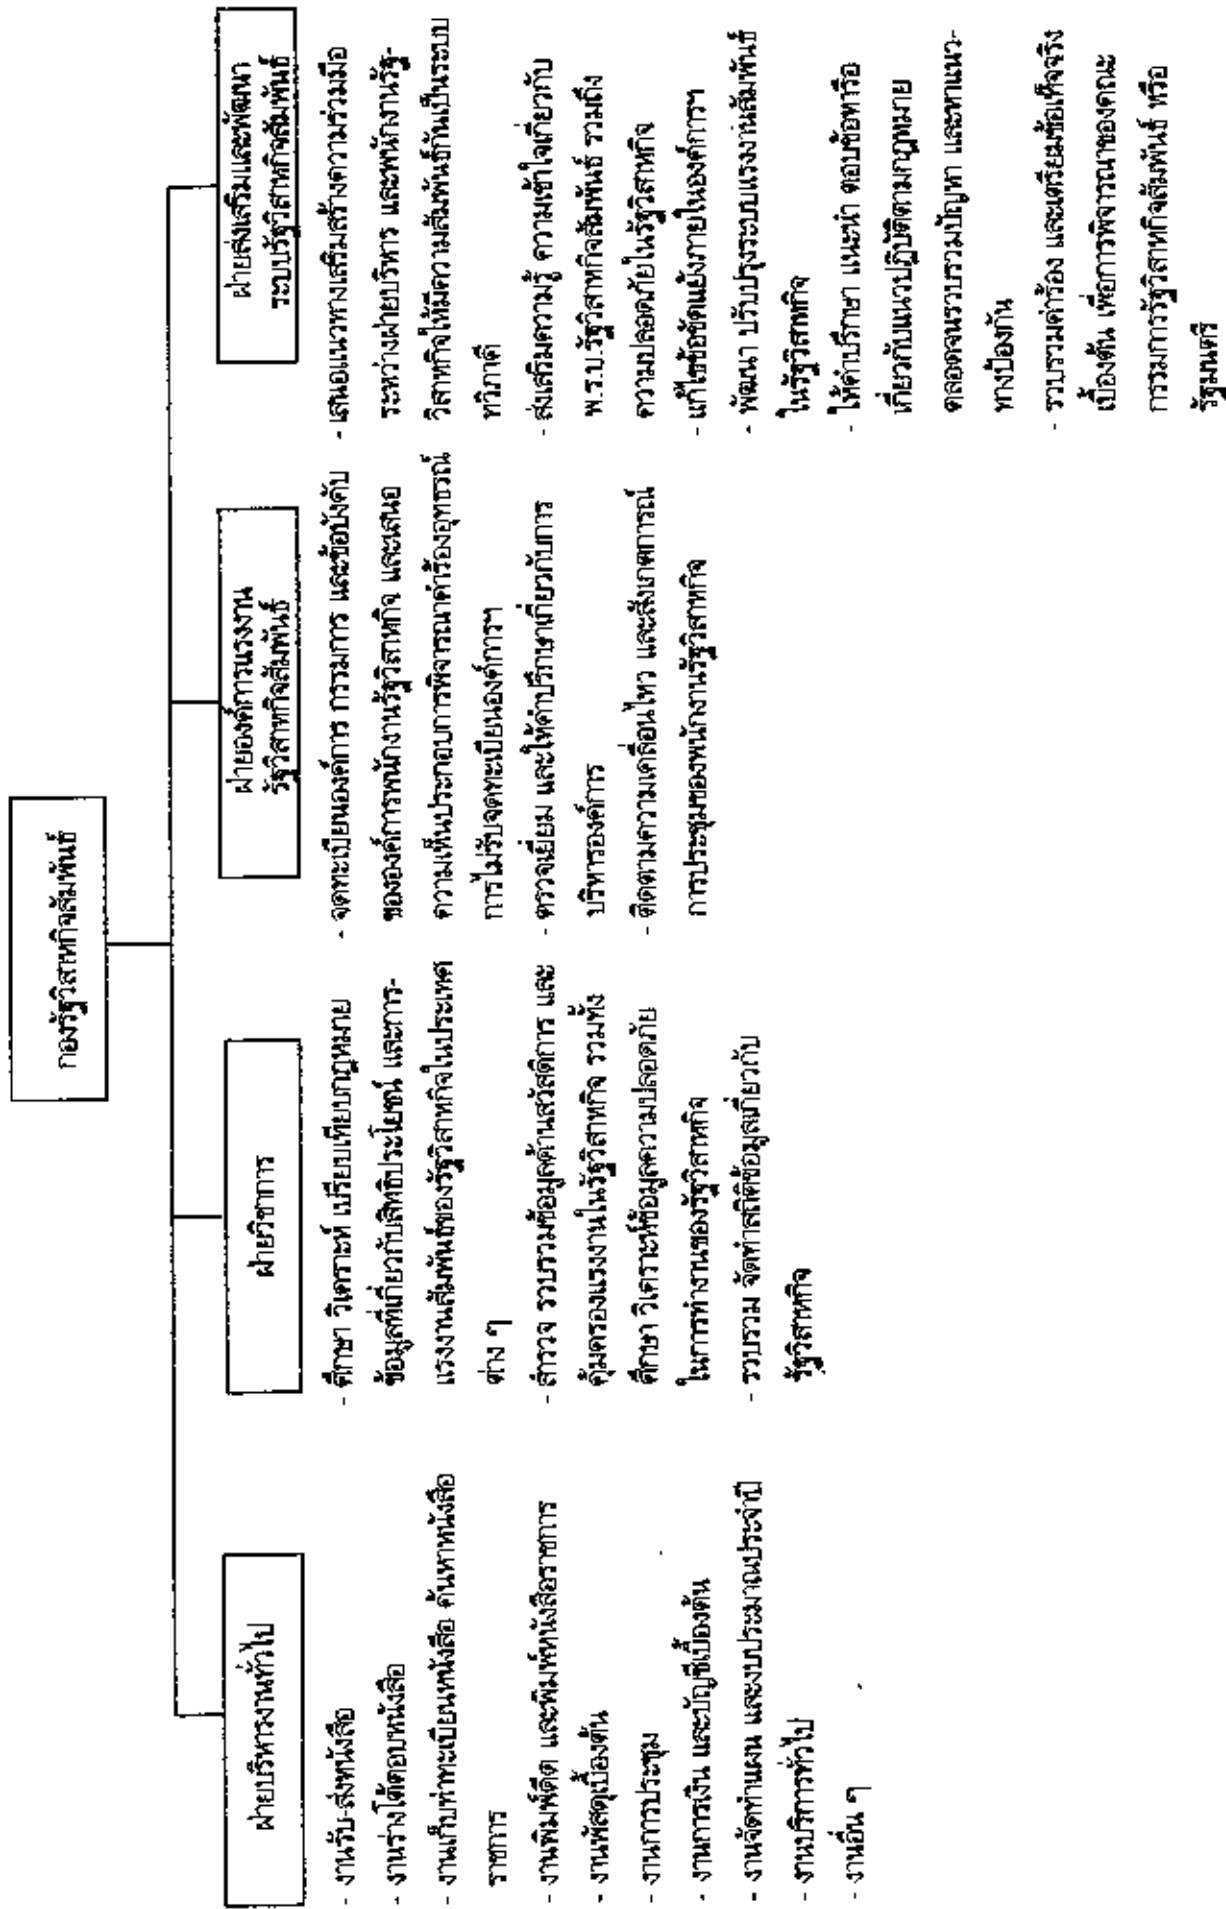 กองรัฐวิสาหกิจสัมพันธ์
ฝ่ายบริหารงานทั่วไป
- งานรับ-ส่งหนังสือ
- งานร่างโต้ตอบหนังสือ
- งานเก็บทำทะเบียนหนังสือ ค้นหาหนังสือ
ราชการ
- งานพิมพ์ดีด และพิมพ์หนังสือราชการ
- งานพัสดุเบื้องต้น
- งานการประชุม
- งานการเงิน และบัญชีเบื้องต้น
- งานจัดทำแผน และงบประมาณประจำปี
- งานบริการทั่วไป
- งานอื่น ๆ
ฝ่ายวิชาการ
- ศึกษา วิเคราะห์ เปรียบเทียบกฎหมาย
ข้อมูลที่เกี่ยวกับสิทธิประโยชน์ และการ-
แรงงานสัมพันธ์ของรัฐวิสาหกิจในประเทศ
ต่าง ๆ
- สำรวจ รวบรวมข้อมูลด้านสวัสดิการ และ
คุ้มครองแรงงานในรัฐวิสาหกิจ รวมทั้ง
ศึกษา วิเคราะห์ข้อมูลความปลอดภัย
ในการทำงานของรัฐวิสาหกิจ
- รวบรวม จัดทำสถิติข้อมูลเกี่ยวกับ
รัฐวิสาหกิจ
ฝ่ายองค์การแรงงาน
รัฐวิสาหกิจสัมพันธ์
- จดทะเบียนองค์การ กรรมการ และข้อบังคับ
ขององค์การพนักงานรัฐวิสาหกิจ และเสนอ
ความเห็นประกอบการพิจารณาคำร้องอุทธรณ์
การไม่รับจดทะเบียนองค์การฯ
- ตรวจเยี่ยม และให้คำปรึกษาเกี่ยวกับการ
บริหารองค์การ
- ติดตามความเคลื่อนไหว และสังเกตการณ์
การประชุมของพนักงานรัฐวิสาหกิจ
ฝ่ายส่งเสริมและพัฒนา
ระบบรัฐวิสาหกิจสัมพันธ์
- เสนอแนวทางเสริมสร้างความร่วมมือ
ระหว่างฝ่ายบริหาร และพนักงานรัฐ-
วิสาหกิจให้มีความสัมพันธ์กันเป็นระบบ
ทวิภาคี
- ส่งเสริมความรู้ ความเข้าใจเกี่ยวกับ
พ.ร.บ.รัฐวิสาหกิจสัมพันธ์ รวมถึง
ความปลอดภัยในรัฐวิสาหกิจ
- แก้ไขข้อขัดแย้งภายในองค์การฯ
- พัฒนา ปรับปรุงระบบแรงงานสัมพันธ์
ในรัฐวิสาหกิจ
- ให้คำปรึกษา แนะนำ ตอบข้อหารือ
เกี่ยวกับแนวปฏิบัติตามกฎหมาย
ตลอดจนรวบรวมปัญหา และหาแนว-
ทางป้องกัน
- รวบรวมคำร้อง และเตรียมข้อเท็จจริง
เบื้องต้น เพื่อการพิจารณาของคณะ
กรรมการรัฐวิสาหกิจสัมพันธ์ หรือ
รัฐมนตรี